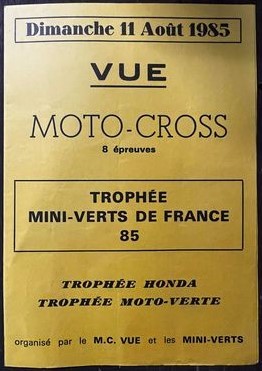 Dimanche 11 Août 1985
VUE
MOTO-CROSS
8 épreuves
TROPHÉE
MINI-VERTS DE FRANCE
85
TROPHÉE HONDA
TROPHÉE MOTO-VERTE
organisé par le M.C. VUE et les MINI-VERTS